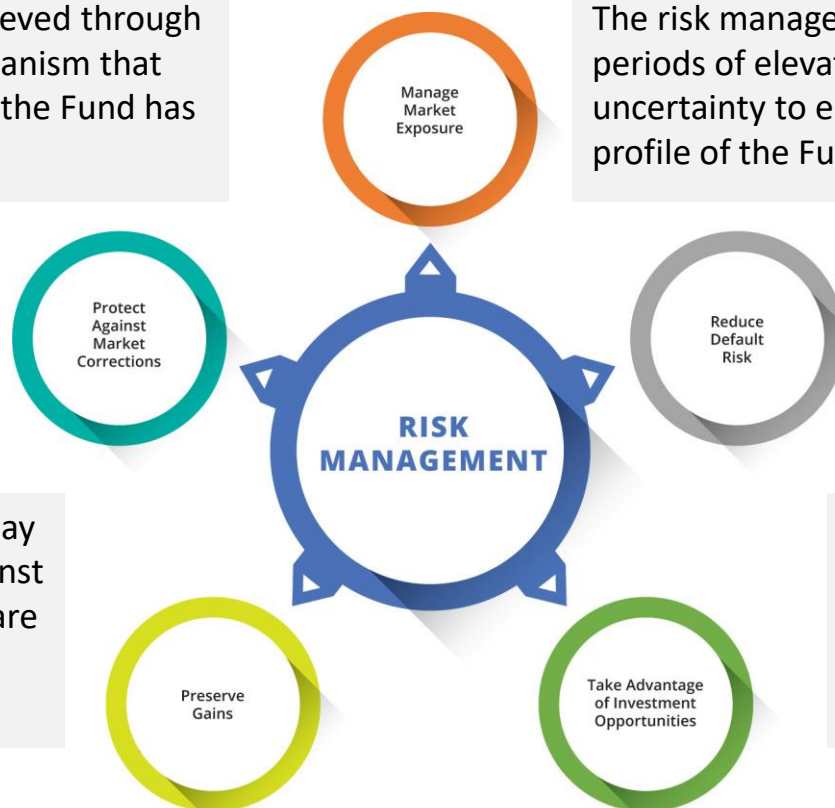 eved through
anism that
the Fund has
The risk manage
periods of elevat
uncertainty to e
profile of the Fu
Manage
Market
Exposure
Protect
Against
Market
Corrections
Reduce
Default
Risk
RISK
MANAGEMENT
ay
nst
are
Preserve
Gains
Take Advantage
of Investment
Opportunities